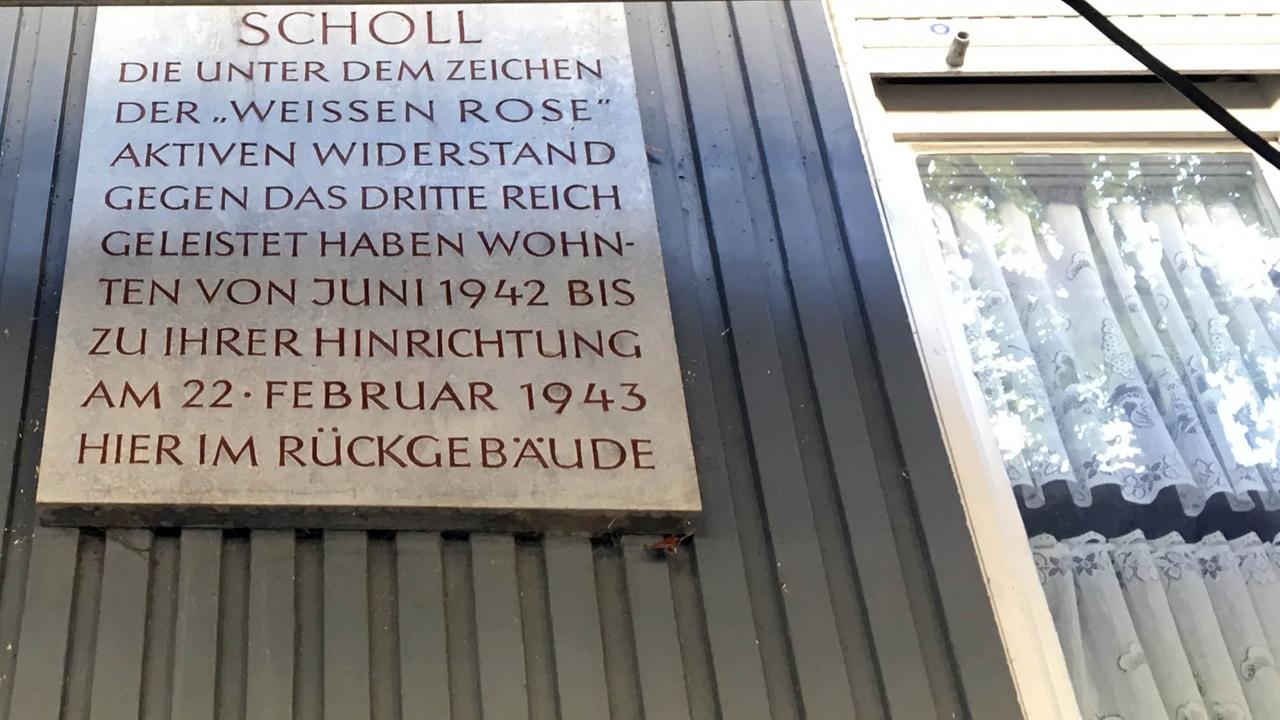 SCHOLL
DIE UNTER DEM ZEICHEN
DER „WEISSEN ROSE“
AKTIVEN WIDERSTAND
GEGEN DAS DRITTE REICH
GELEISTET HABEN WOHN-
TEN VON JUNI 1942 BIS
ZU IHRER HINRICHTUNG
AM 22· FEBRUAR 1943
HIER IM RÜCKGEBÄUDE